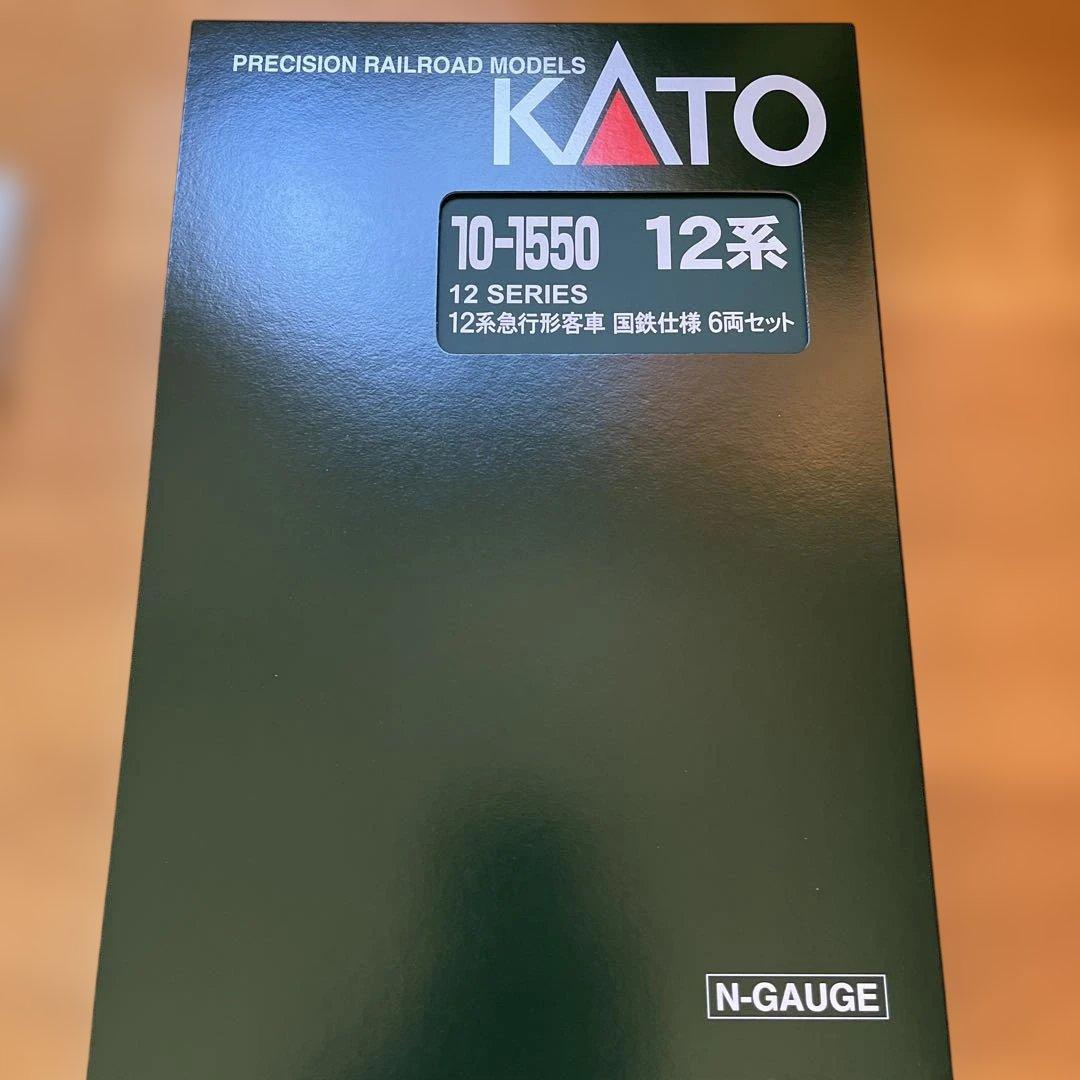 PRECISION RAILROAD MODELS
KATO
10-1550 12系
12 SERIES
12系急行形客車 国鉄仕様 6両セット
N-GAUGE